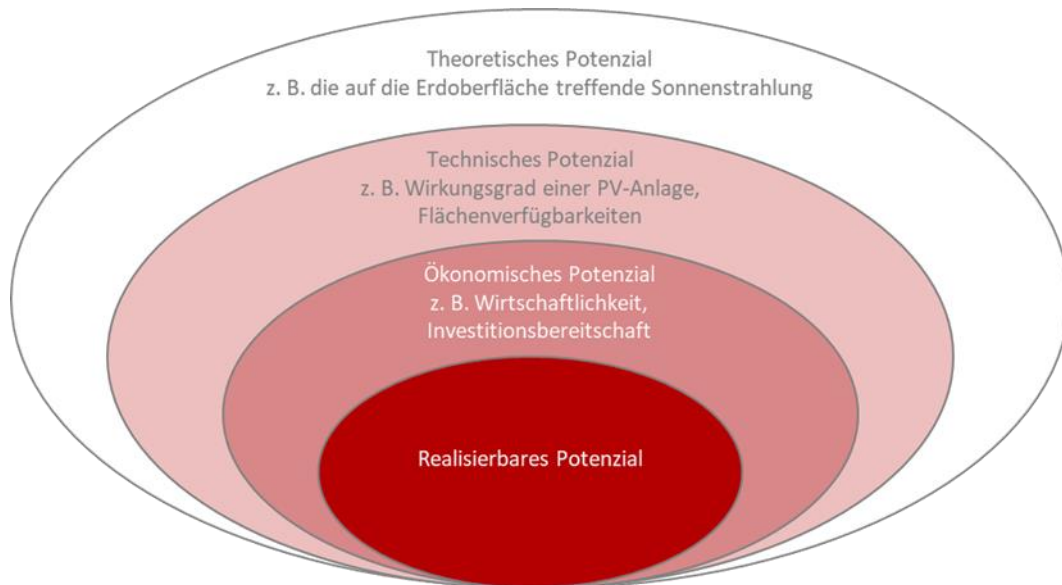 Theoretisches Potenzial
z. B. die auf die Erdoberfläche treffende Sonnenstrahlung
Technisches Potenzial
z. B. Wirkungsgrad einer PV-Anlage,
Flächenverfügbarkeiten
Ökonomisches Potenzial
z. B. Wirtschaftlichkeit,
Investitionsbereitschaft
Realisierbares Potenzial